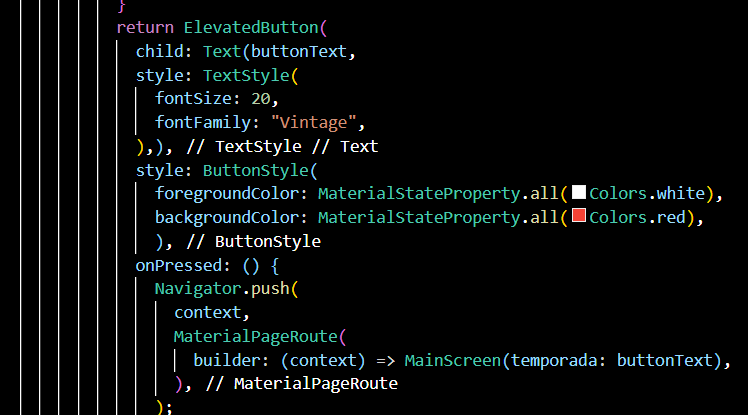 }
return ElevatedButton(
child: Text(buttonText,
style: TextStyle(
fontSize: 20,
fontFamily: "Vintage",
),), // TextStyle // Text
style: ButtonStyle(
foregroundColor: MaterialStateProperty.all(Colors.white),
backgroundColor: MaterialStateProperty.all(Colors.red),
), // ButtonStyle
onPressed: () {
Navigator.push(
context,
MaterialPageRoute(
builder: (context) => MainScreen(temporada: buttonText),
), // MaterialPageRoute
);